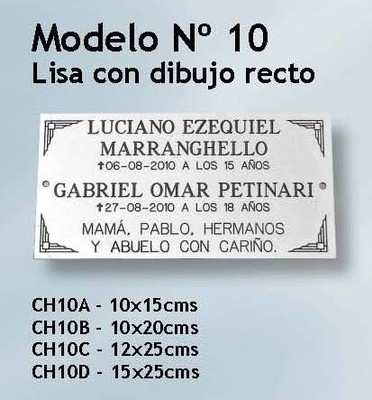 Modelo Nº 10
Lisa con dibujo recto
LUCIANO EZEQUIEL
MARRANGHELLO
✝06-08-2010 A LOS 15 AÑOS
GABRIEL OMAR PETINARI
✝27-08-2010 A LOS 18 AÑOS
MAMÁ, PABLO, HERMANOS
Y ABUELO CON CARIÑO.
CH10A - 10x15cms
CH10B - 10x20cms
CH10C - 12x25cms
CH10D - 15x25cms